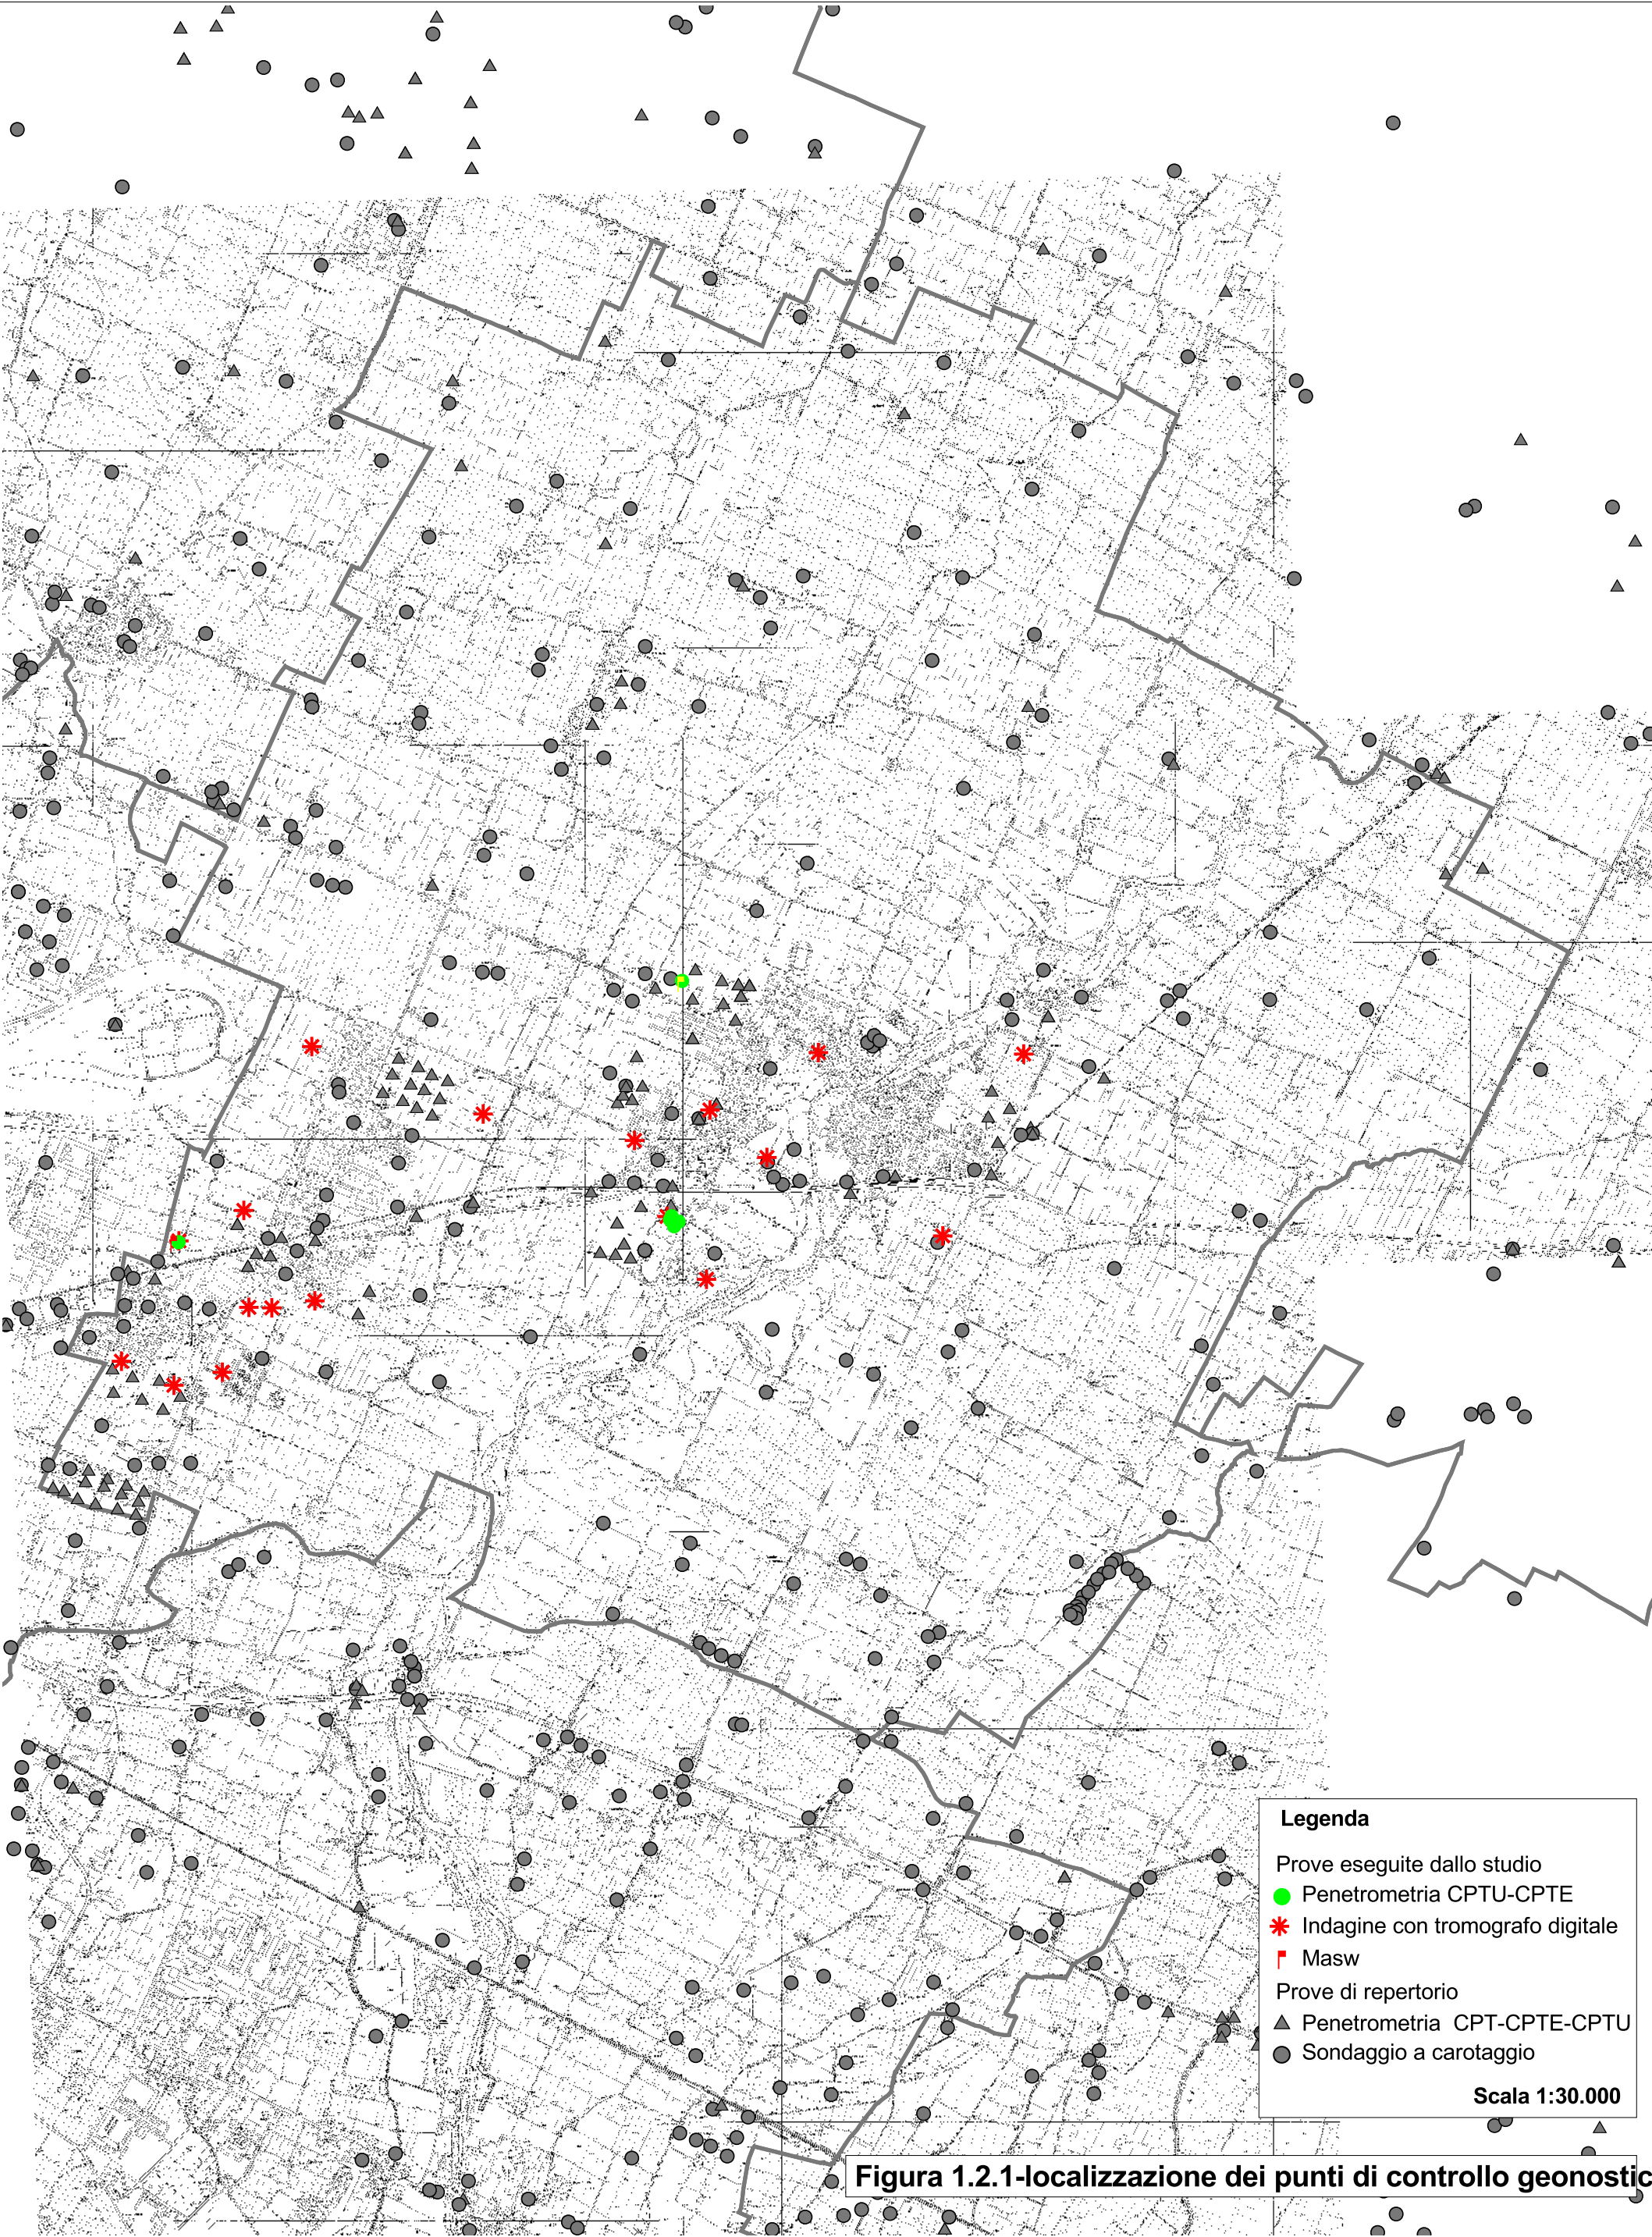 Legenda
Prove eseguite dallo studio
Penetrometria CPTU-CPTE
Indagine con tromografo digitale
Masw
Prove di repertorio
Penetrometria CPT-CPTE-CPTU
Sondaggio a carotaggio
Scala 1:30.000
Figura 1.2.1-localizzazione dei punti di controllo geonostic